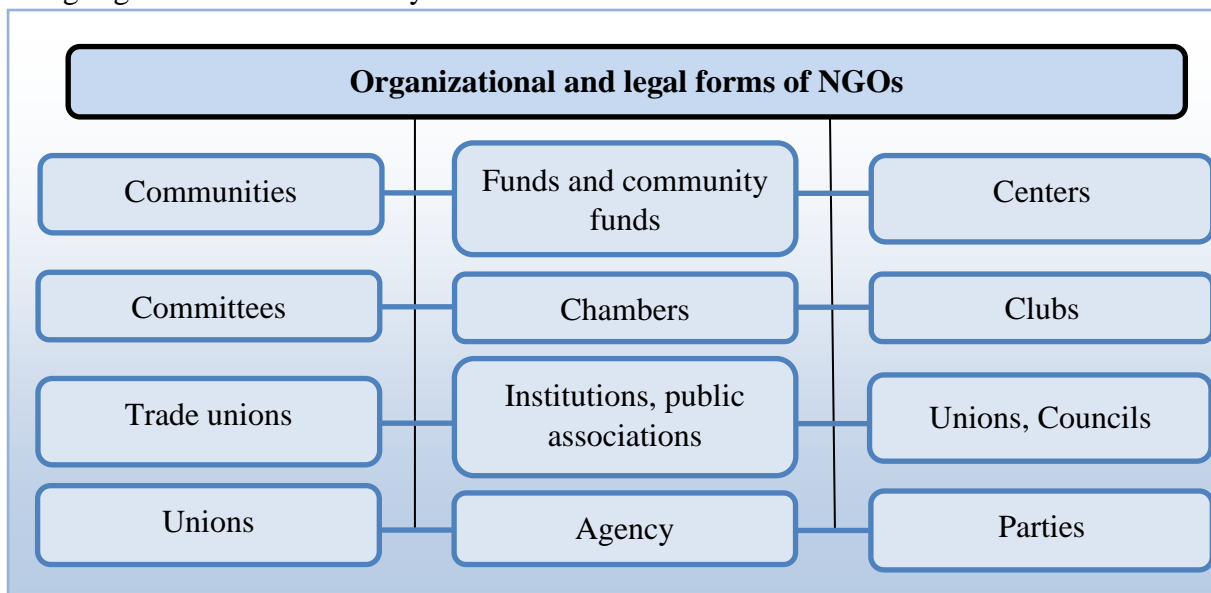 Organizational and legal forms of NGOs
Communities
Funds and community
funds
Centers
Committees
Chambers
Clubs
Trade unions
Institutions, public
associations
Unions, Councils
Unions
Agency
Parties